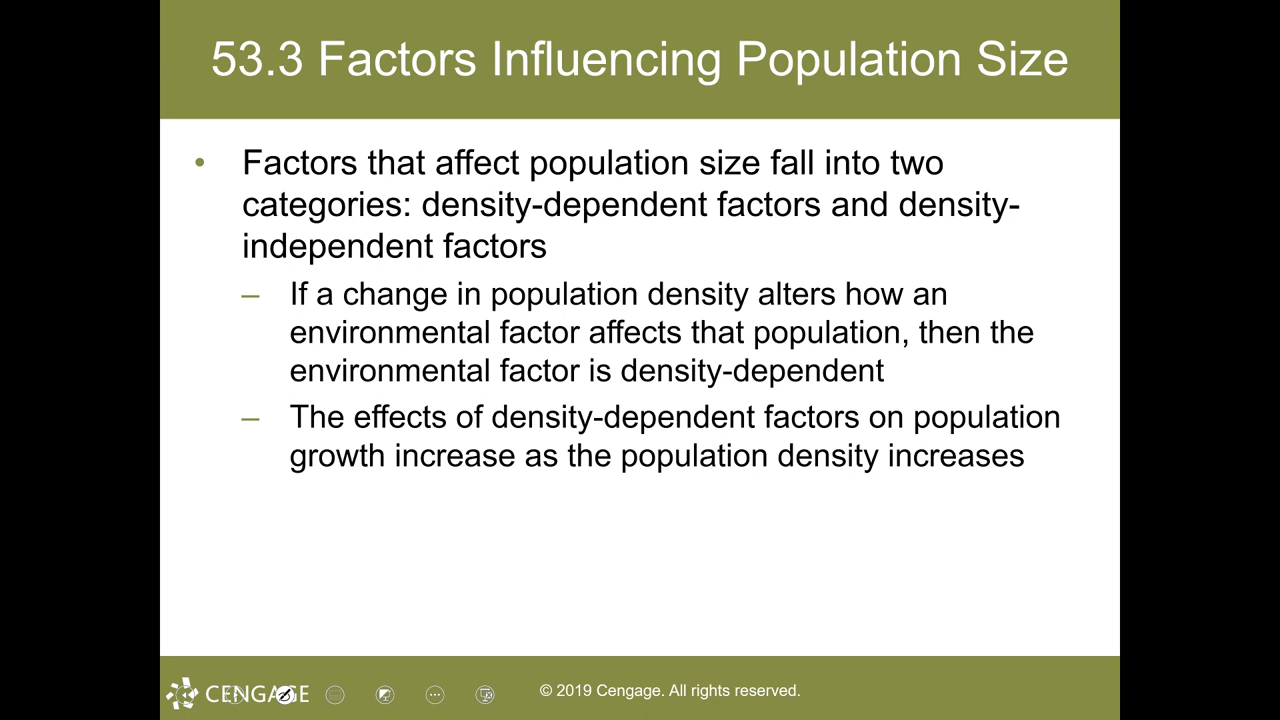 53.3 Factors Influencing Population Size
• Factors that affect population size fall into two
categories: density-dependent factors and density-
independent factors
– If a change in population density alters how an
environmental factor affects that population, then the
environmental factor is density-dependent
– The effects of density-dependent factors on population
growth increase as the population density increases
CENGAGE
© 2019 Cengage. All rights reserved.